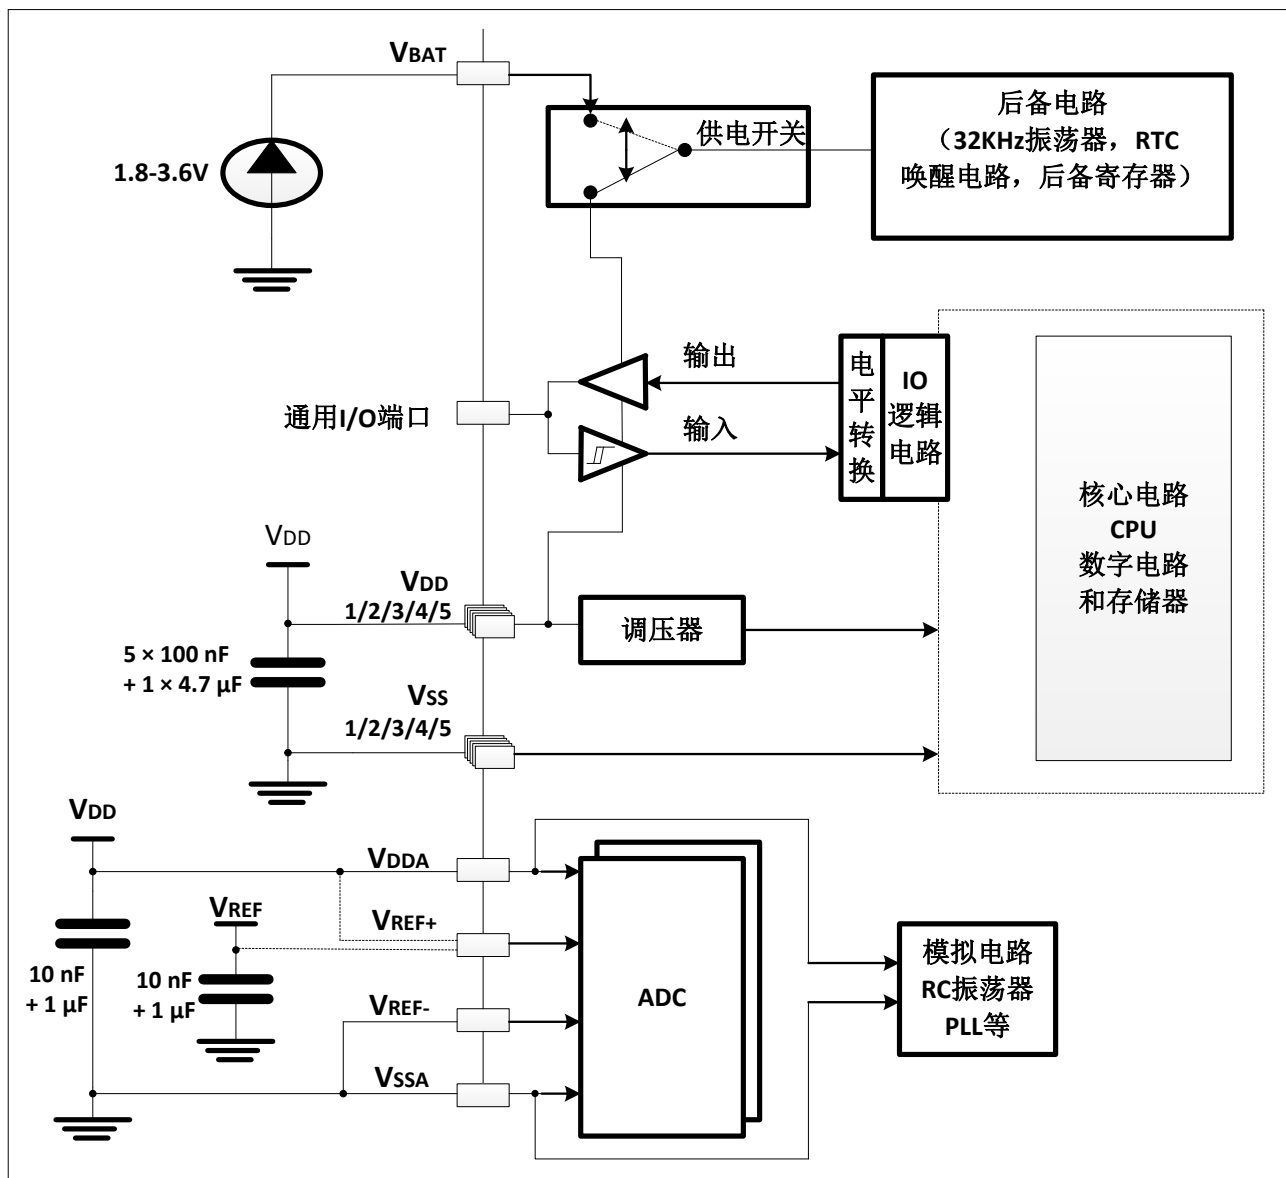 VBAT
1.8-3.6V
供电开关
后备电路
（32KHz振荡器，RTC
唤醒电路，后备寄存器）
通用I/O端口
输出
输入
电平转换
IO
逻辑
电路
核心电路
CPU
数字电路
和存储器
VDD
VDD
1/2/3/4/5
调压器
5 × 100 nF
+ 1 × 4.7 µF
VSS
1/2/3/4/5
VDD
VDDA
VREF
VREF+
10 nF
+ 1 µF
10 nF
+ 1 µF
VREF-
VSSA
ADC
模拟电路
RC振荡器
PLL等